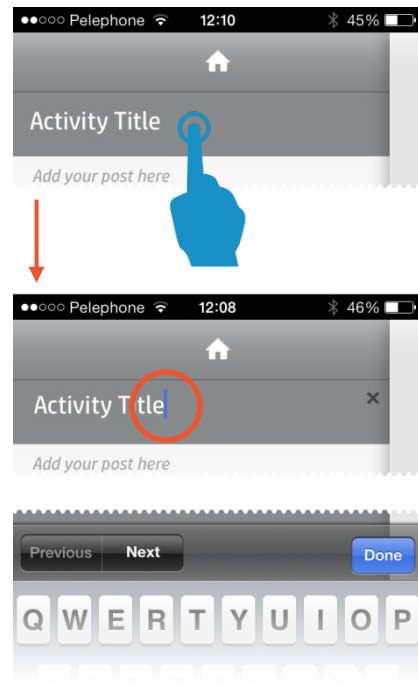 Pelephone 12:10 45%
Activity Title
Add your post here
Pelephone 12:08 46%
Activity Title ×
Add your post here
Previous Next Done
Q W E R T Y U I O P